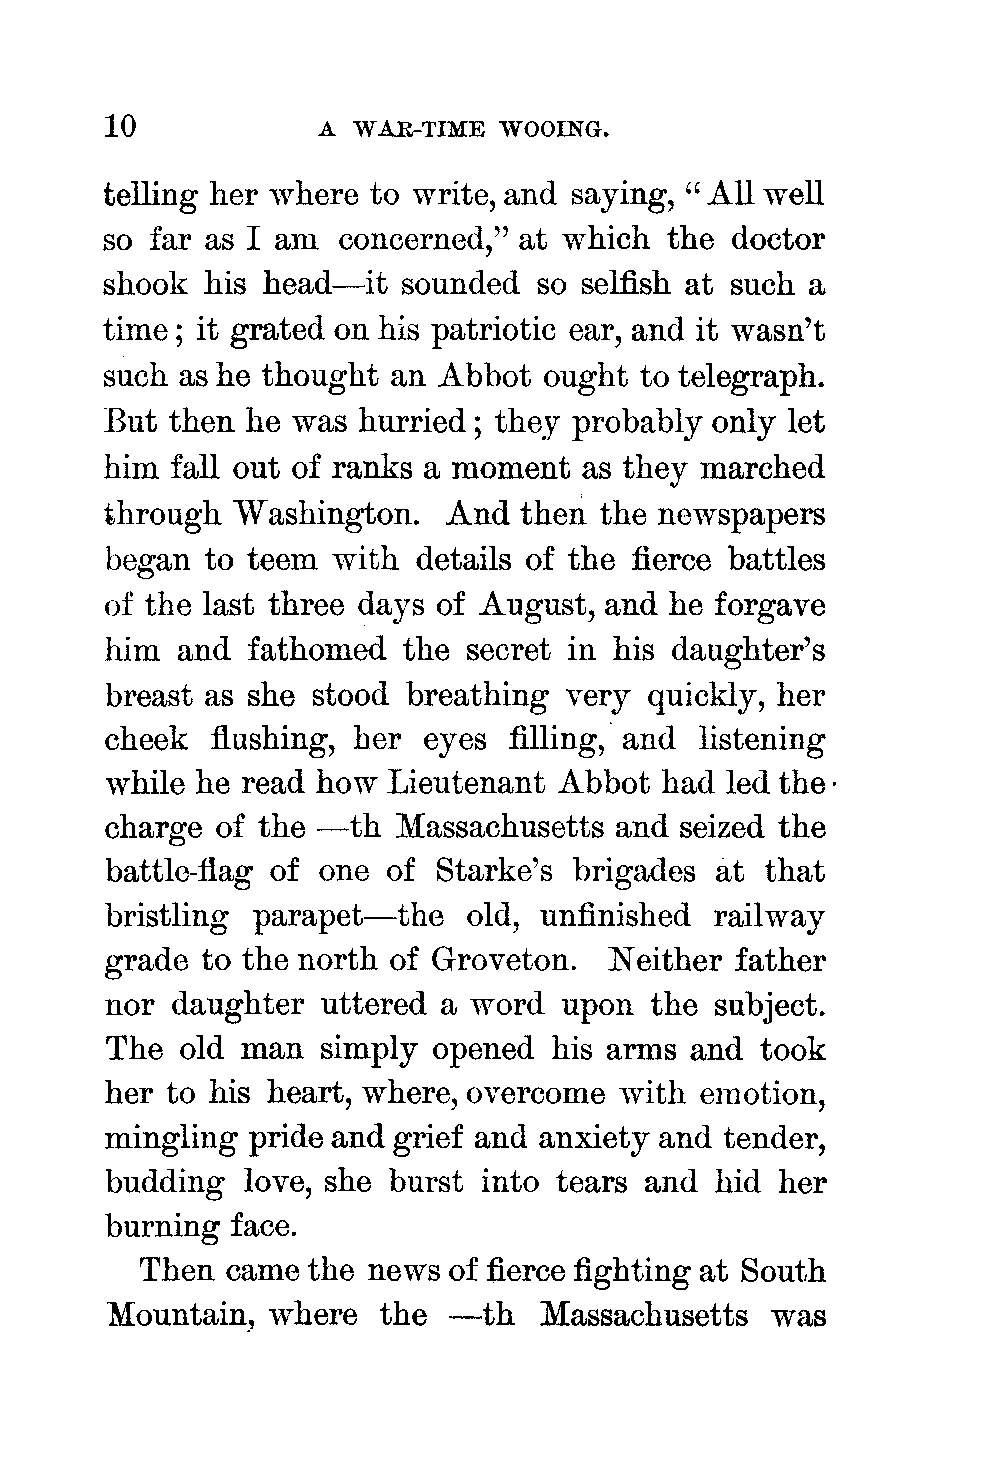 10 A WAR-TIME WOOING.
telling her where to write, and saying, “All well
so far as I am concerned,” at which the doctor
shook his head—it sounded so selfish at such a
time; it grated on his patriotic ear, and it wasn’t
such as he thought an Abbot ought to telegraph.
But then he was hurried; they probably only let
him fall out of ranks a moment as they marched
through Washington. And then the newspapers
began to teem with details of the fierce battles
of the last three days of August, and he forgave
him and fathomed the secret in his daughter’s
breast as she stood breathing very quickly, her
cheek flushing, her eyes filling, and listening
while he read how Lieutenant Abbot had led the
charge of the —th Massachusetts and seized the
battle-flag of one of Starke’s brigades at that
bristling parapet—the old, unfinished railway
grade to the north of Groveton. Neither father
nor daughter uttered a word upon the subject.
The old man simply opened his arms and took
her to his heart, where, overcome with emotion,
mingling pride and grief and anxiety and tender,
budding love, she burst into tears and hid her
burning face.
Then came the news of fierce fighting at South
Mountain, where the —th Massachusetts was